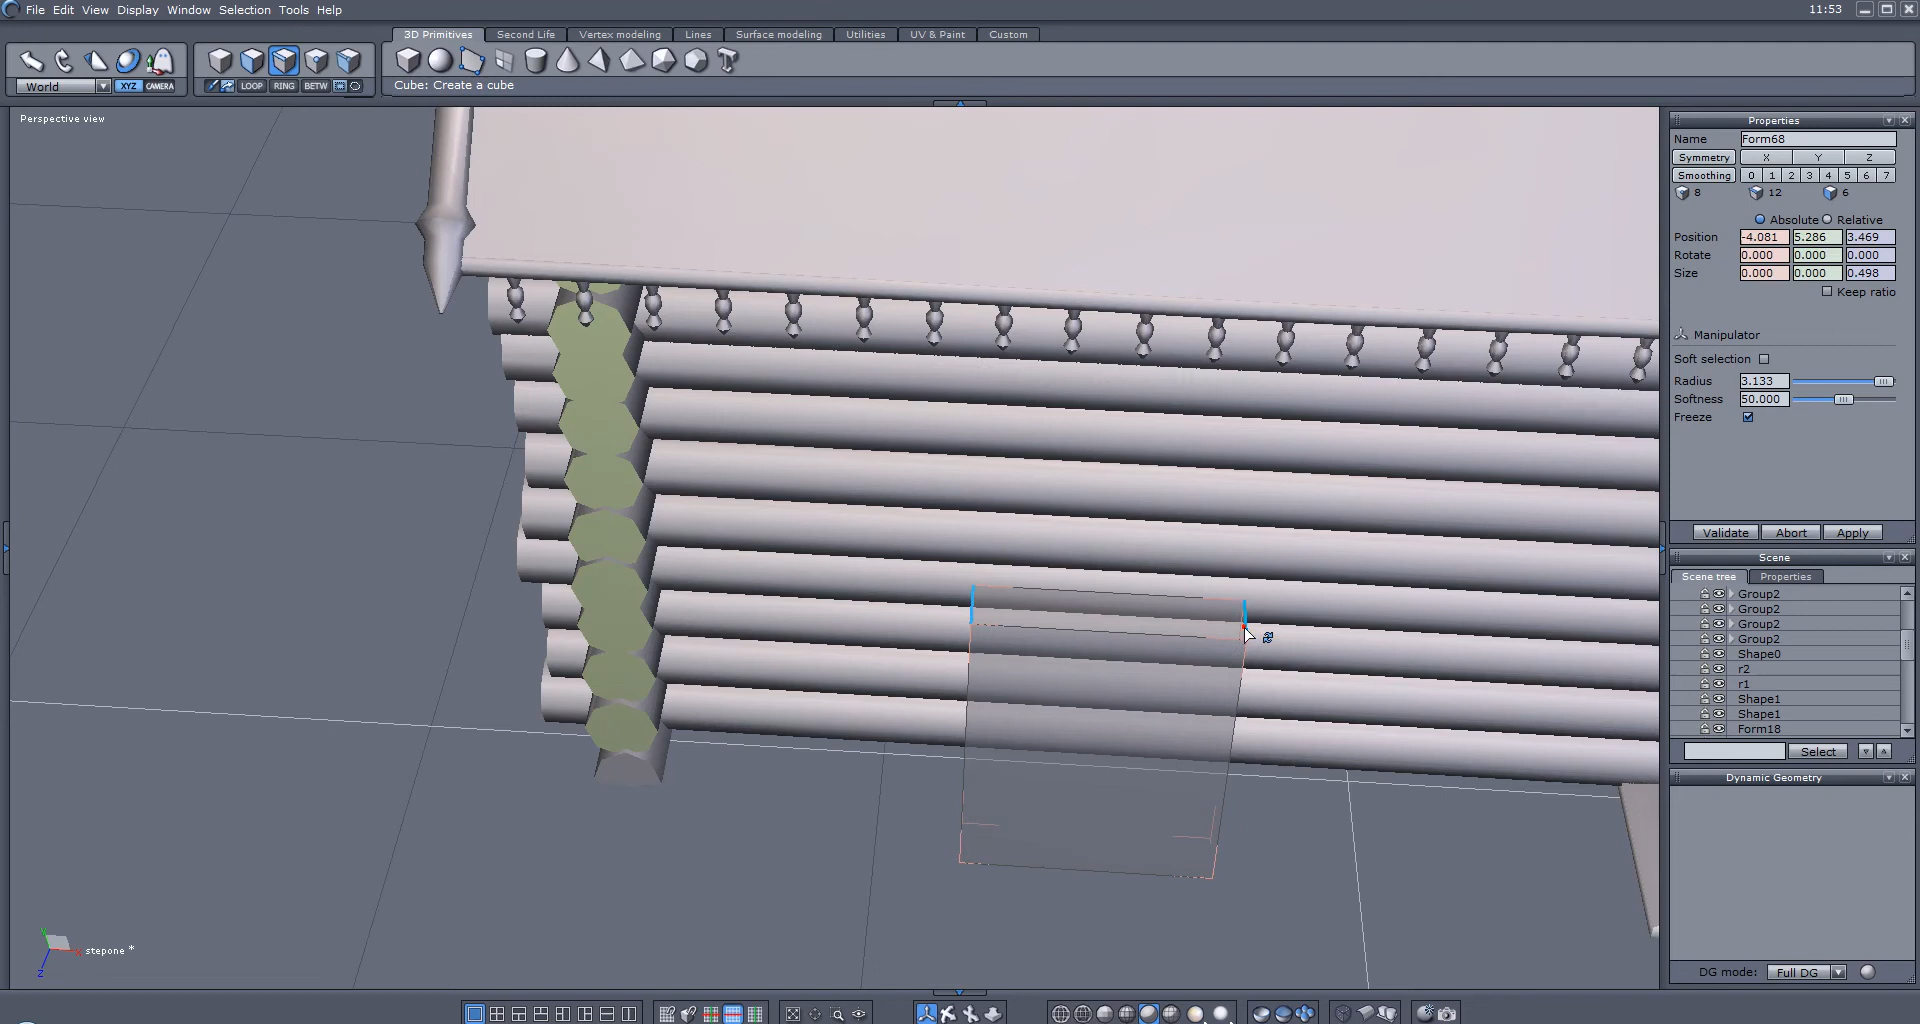 File Edit View Display Window Selection Tools Help
11:53
3D Primitives Second Life Vertex modeling Lines Surface modeling Utilities UV & Paint Custom
World XYZ CAMERA LOOP RING BETW
Cube: Create a cube
Perspective view
Properties
Name Form68
Symmetry X Y Z
Smoothing 0 1 2 3 4 5 6 7
8 12 6
Absolute Relative
Position -4.081 5.286 3.469
Rotate 0.000 0.000 0.000
Size 0.000 0.000 0.498
Keep ratio
Manipulator
Soft selection
Radius 3.133
Softness 50.000
Freeze
Validate Abort Apply
Scene
Scene tree Properties
Group2
Group2
Group2
Group2
Shape0
r2
r1
Shape1
Shape1
Form18
Select
Dynamic Geometry
DG mode: Full DG
Y
X
Z
stepone *